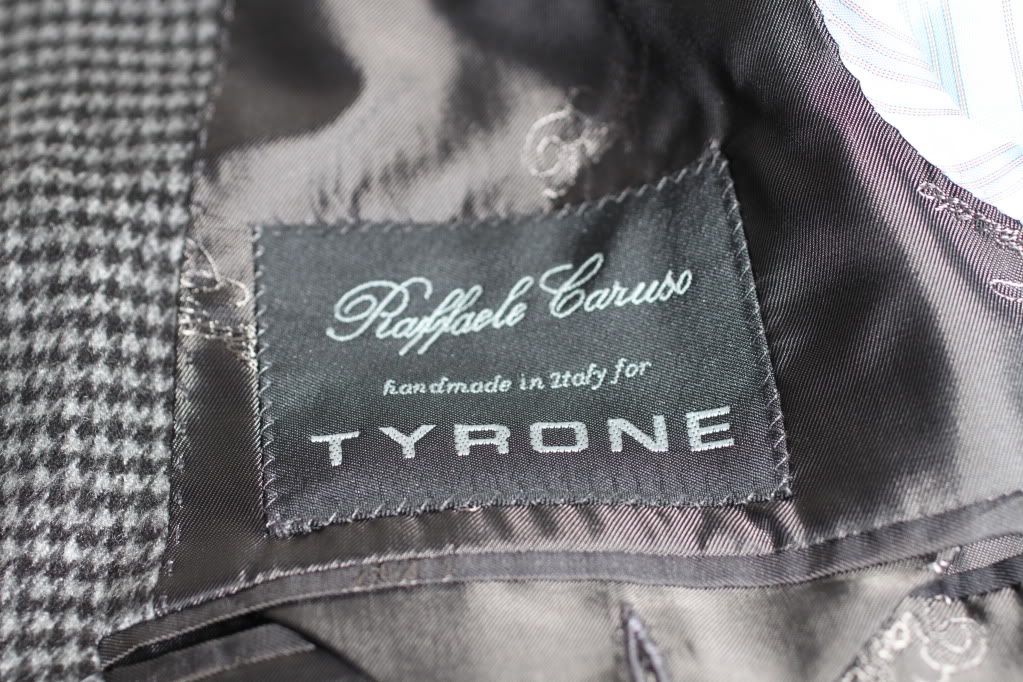 Raffaele Caruso
handmade in Italy for
TYRONE